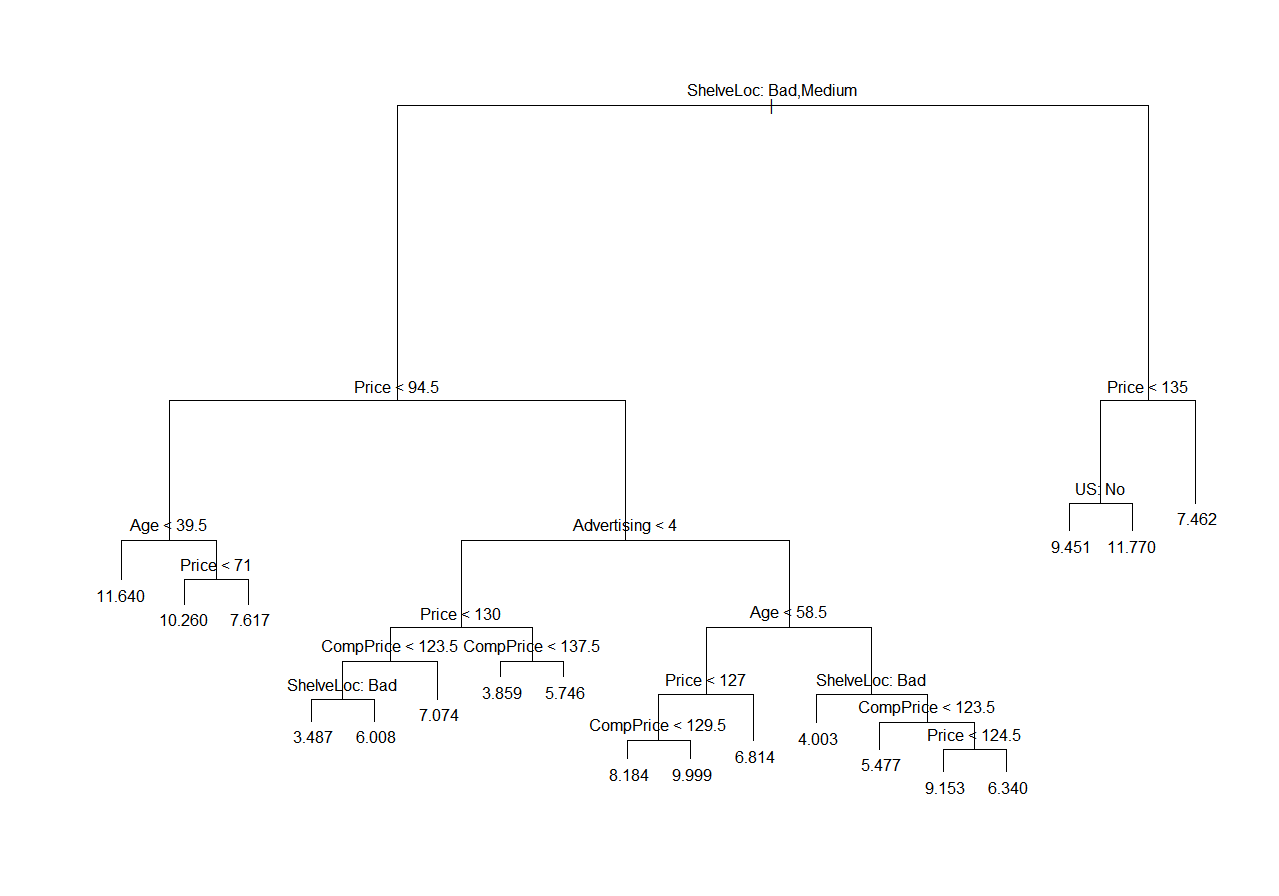 ShelveLoc: Bad,Medium
Price < 94.5
Price < 135
US: No
7.462
Age < 39.5
Advertising < 4
9.451
11.770
Price < 71
11.640
10.260
7.617
Price < 130
Age < 58.5
CompPrice < 123.5
CompPrice < 137.5
ShelveLoc: Bad
3.859
5.746
Price < 127
ShelveLoc: Bad
7.074
CompPrice < 123.5
3.487
6.008
CompPrice < 129.5
4.003
Price < 124.5
6.814
5.477
8.184
9.999
9.153
6.340